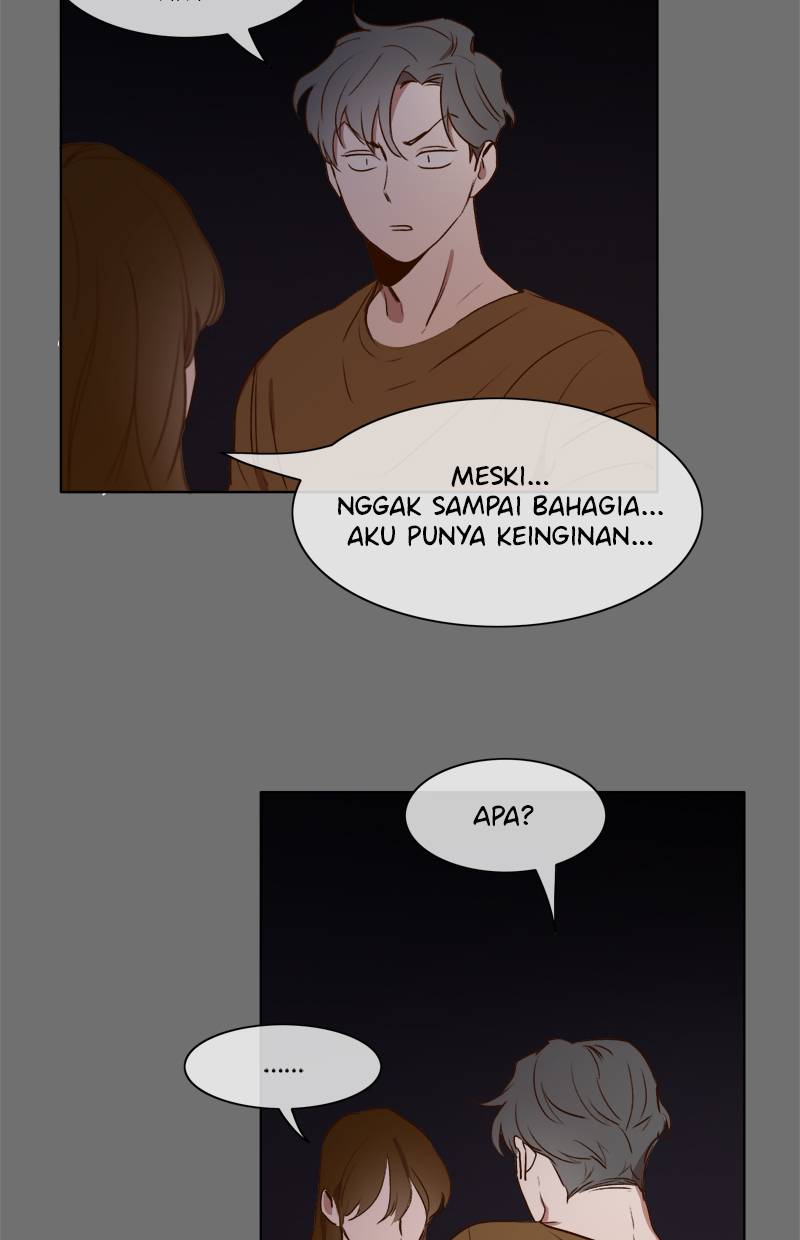 MESKI...
NGGAK SAMPAI BAHAGIA...
AKU PUNYA KEINGINAN...
APA?
......